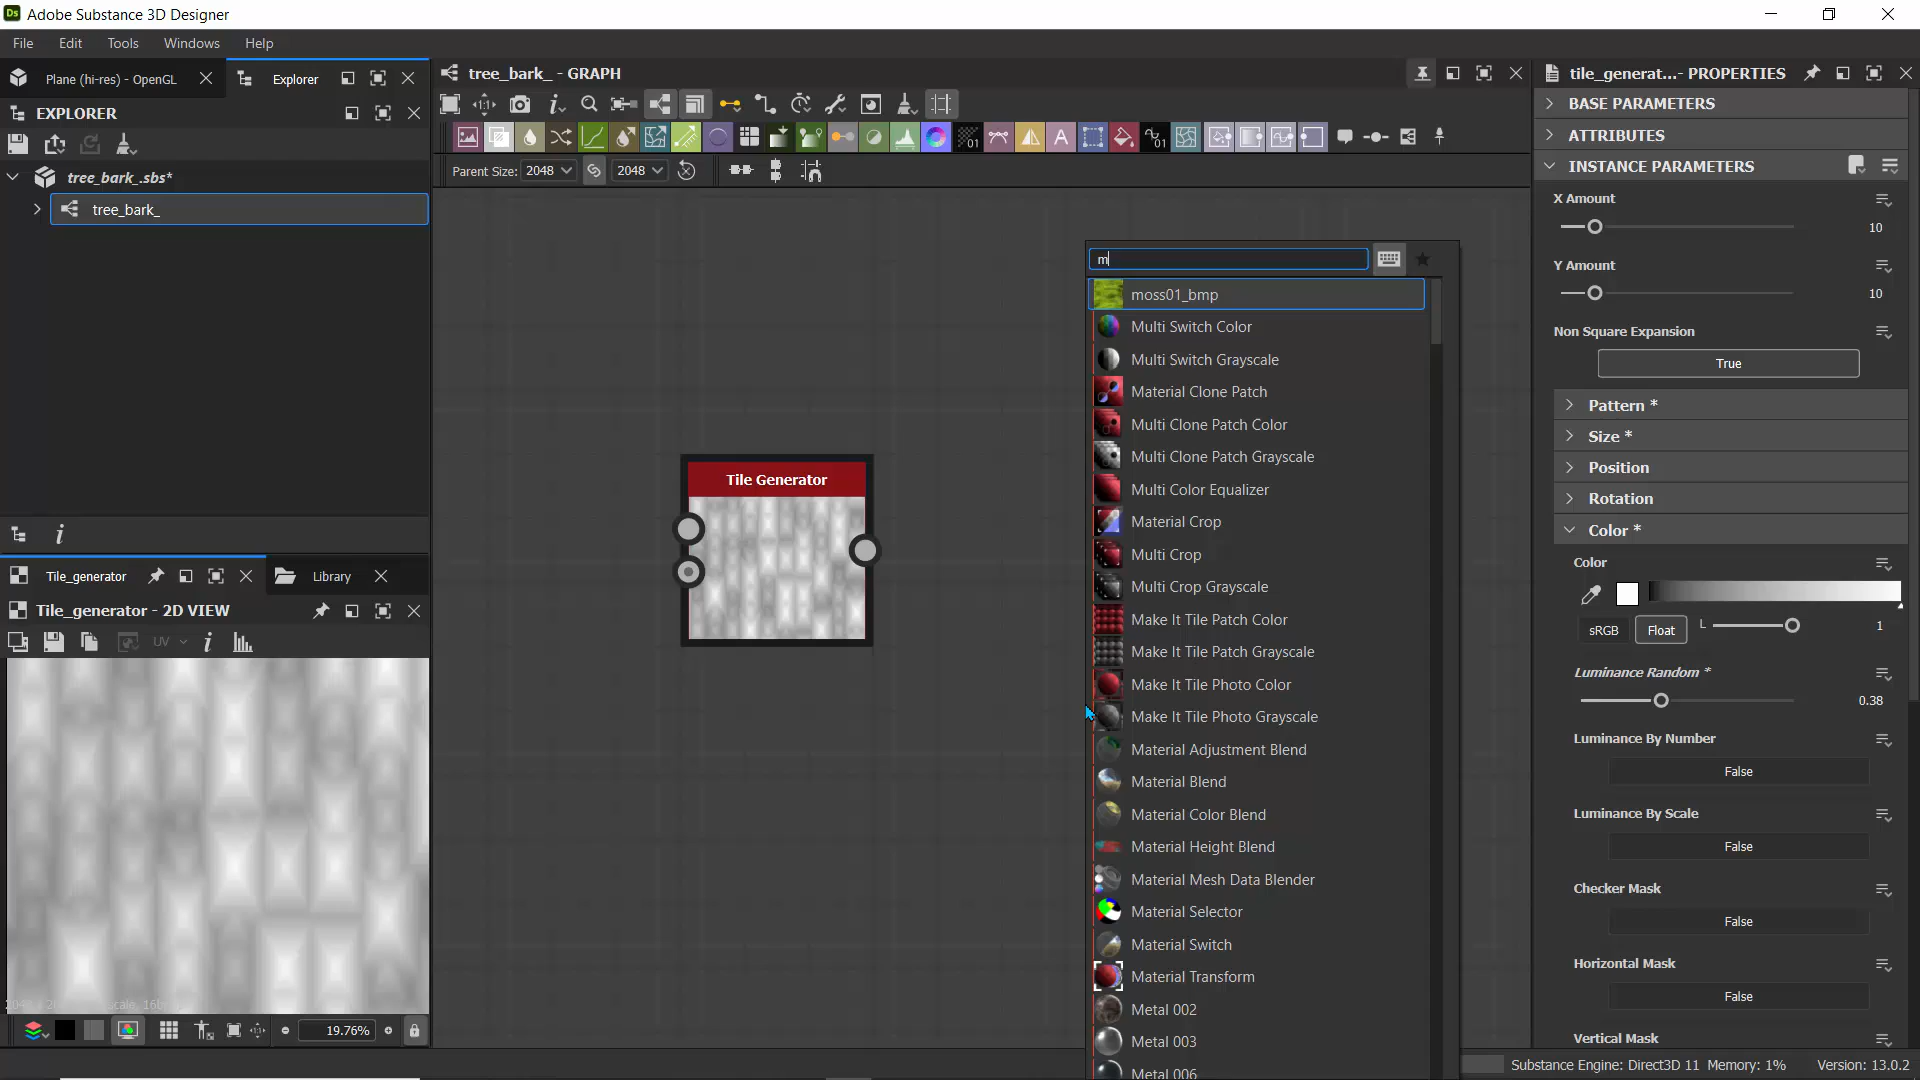 Adobe Substance 3D Designer
File Edit Tools Windows Help
Plane (hi-res) - OpenGL
Explorer
EXPLORER
tree_bark_.sbs*
tree_bark_
Tile_generator
Library
Tile_generator - 2D VIEW
UV
19.76%
tree_bark_ - GRAPH
Parent Size: 2048 2048
Tile Generator
m
moss01_bmp
Multi Switch Color
Multi Switch Grayscale
Material Clone Patch
Multi Clone Patch Color
Multi Clone Patch Grayscale
Multi Color Equalizer
Material Crop
Multi Crop
Multi Crop Grayscale
Make It Tile Patch Color
Make It Tile Patch Grayscale
Make It Tile Photo Color
Make It Tile Photo Grayscale
Material Adjustment Blend
Material Blend
Material Color Blend
Material Height Blend
Material Mesh Data Blender
Material Selector
Material Switch
Material Transform
Metal 002
Metal 003
Metal 006
tile_generat...- PROPERTIES
BASE PARAMETERS
ATTRIBUTES
INSTANCE PARAMETERS
X Amount
10
Y Amount
10
Non Square Expansion
True
Pattern *
Size *
Position
Rotation
Color *
Color
sRGB Float L 1
Luminance Random *
0.38
Luminance By Number
False
Luminance By Scale
False
Checker Mask
False
Horizontal Mask
False
Vertical Mask
Substance Engine: Direct3D 11 Memory: 1% Version: 13.0.2